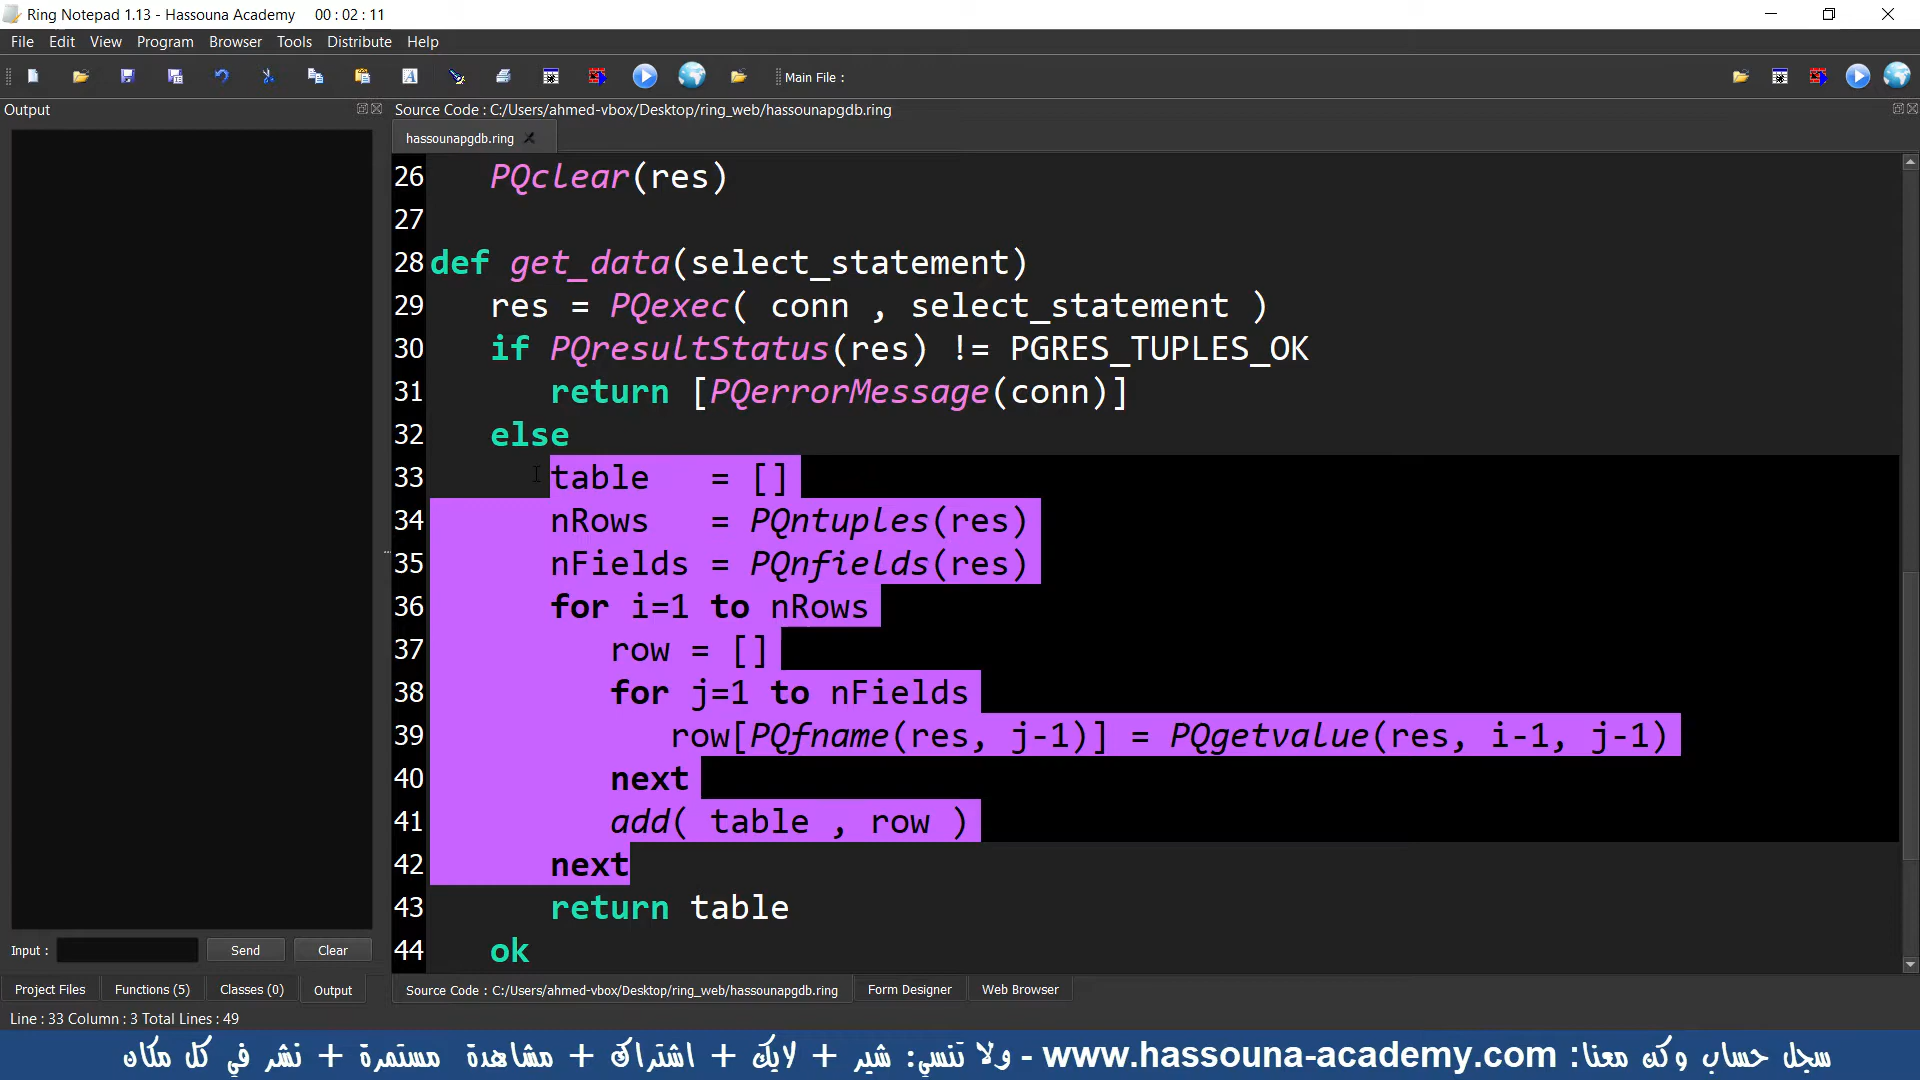 Ring Notepad 1.13 - Hassouna Academy 00 : 02 : 11
File Edit View Program Browser Tools Distribute Help
Main File :
Output
Source Code : C:/Users/ahmed-vbox/Desktop/ring_web/hassounapgdb.ring
hassounapgdb.ring
26 PQclear(res)
27
28 def get_data(select_statement)
29 res = PQexec( conn , select_statement )
30 if PQresultStatus(res) != PGRES_TUPLES_OK
31 return [PQerrorMessage(conn)]
32 else
33 table = []
34 nRows = PQntuples(res)
35 nFields = PQnfields(res)
36 for i=1 to nRows
37 row = []
38 for j=1 to nFields
39 row[PQfname(res, j-1)] = PQgetvalue(res, i-1, j-1)
40 next
41 add( table , row )
42 next
43 return table
44 ok
Input : Send Clear
Project Files Functions (5) Classes (0) Output
Source Code : C:/Users/ahmed-vbox/Desktop/ring_web/hassounapgdb.ring Form Designer Web Browser
Line : 33 Column : 3 Total Lines : 49
سجل حساب وكن معنا: www.hassouna-academy.com - ولا تنسي: شير + لايك + اشتراك + مشاهدة مستمرة + نشر في كل مكان